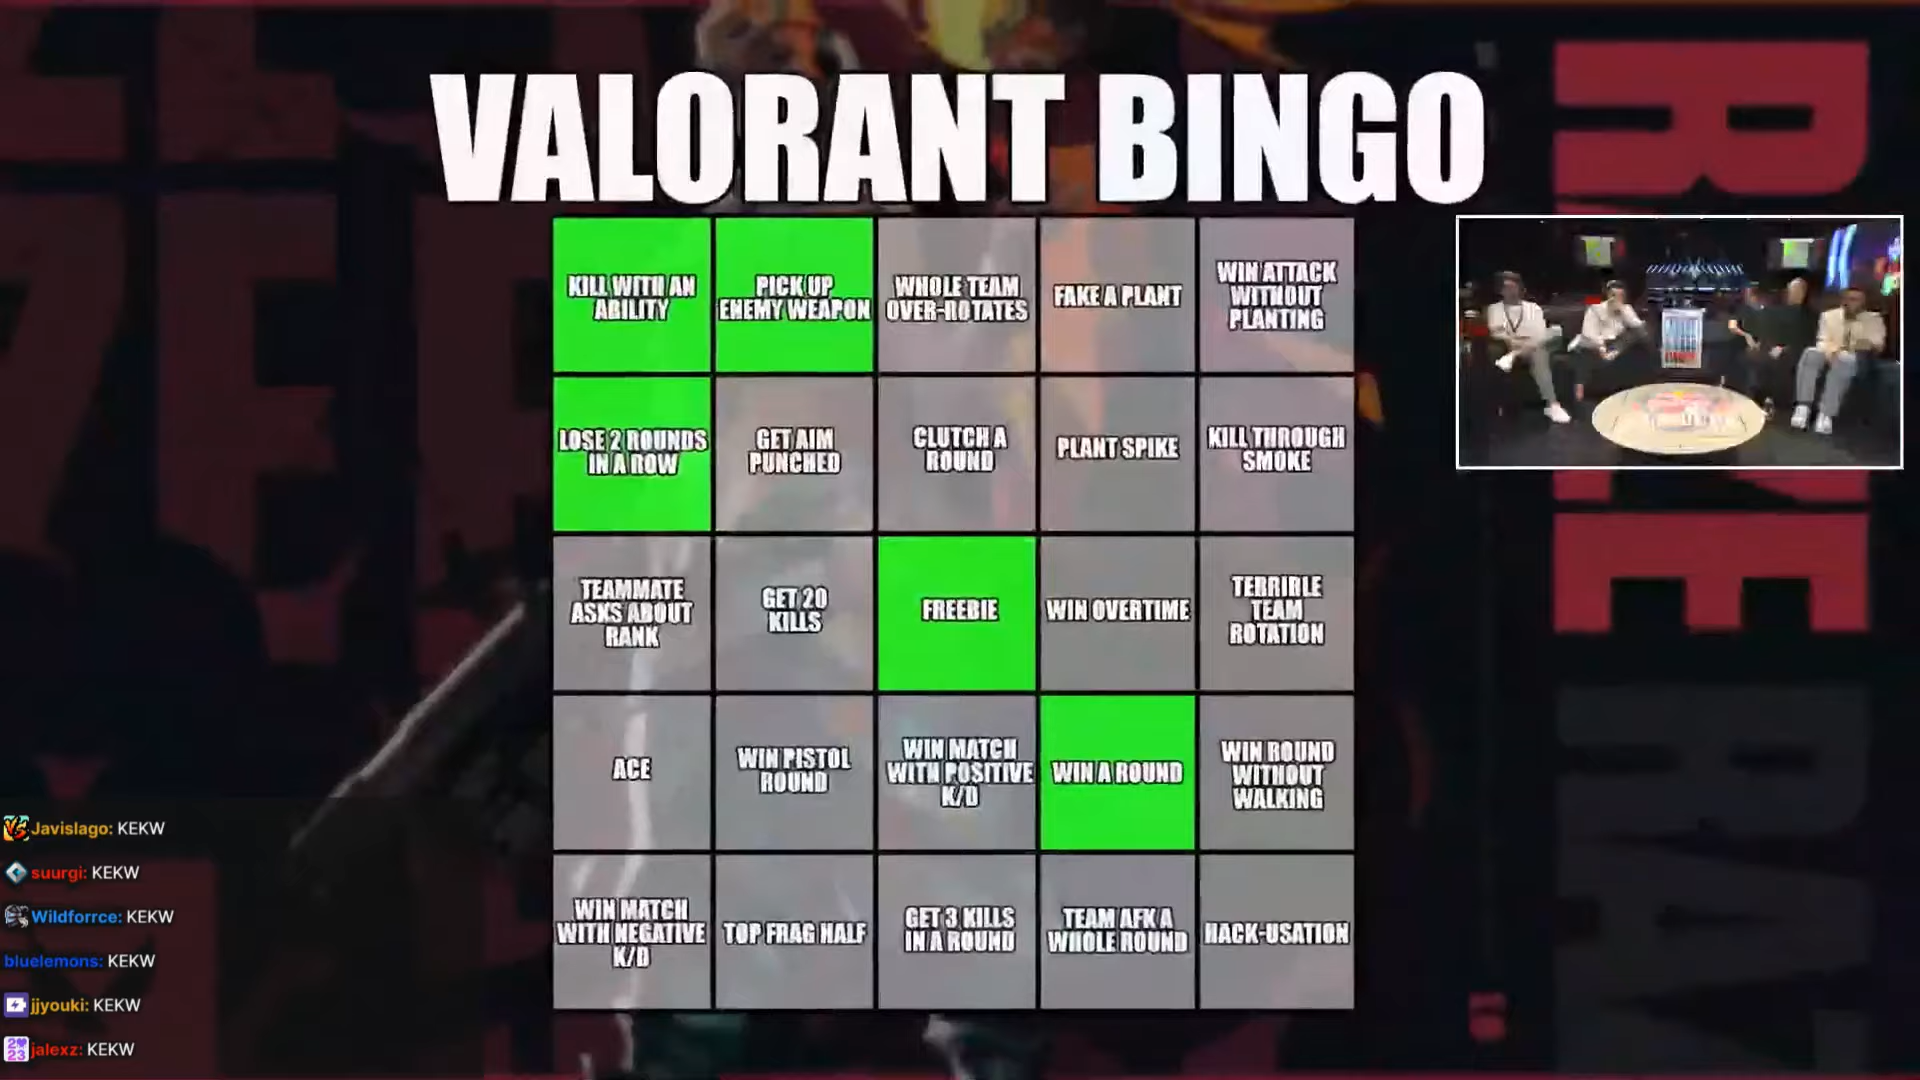 VALORANT BINGO
KILL WITH AN
ABILITY
PICK UP
ENEMY WEAPON
WHOLE TEAM
OVER-ROTATES
FAKE A PLANT
WIN ATTACK
WITHOUT
PLANTING
LOSE 2 ROUNDS
IN A ROW
GET AIM
PUNCHED
CLUTCH A
ROUND
PLANT SPIKE
KILL THROUGH
SMOKE
TEAMMATE
ASKS ABOUT
RANK
GET 20
KILLS
FREEBIE
WIN OVERTIME
TERRIBLE
TEAM
ROTATION
ACE
WIN PISTOL
ROUND
WIN MATCH
WITH POSITIVE
K/D
WIN A ROUND
WIN ROUND
WITHOUT
WALKING
WIN MATCH
WITH NEGATIVE
K/D
TOP FRAG HALF
GET 3 KILLS
IN A ROUND
TEAM AFK A
WHOLE ROUND
HACK-USATION
Javislago: KEKW
suurgi: KEKW
Wildforrce: KEKW
bluelemons: KEKW
jjyouki: KEKW
jalexz: KEKW